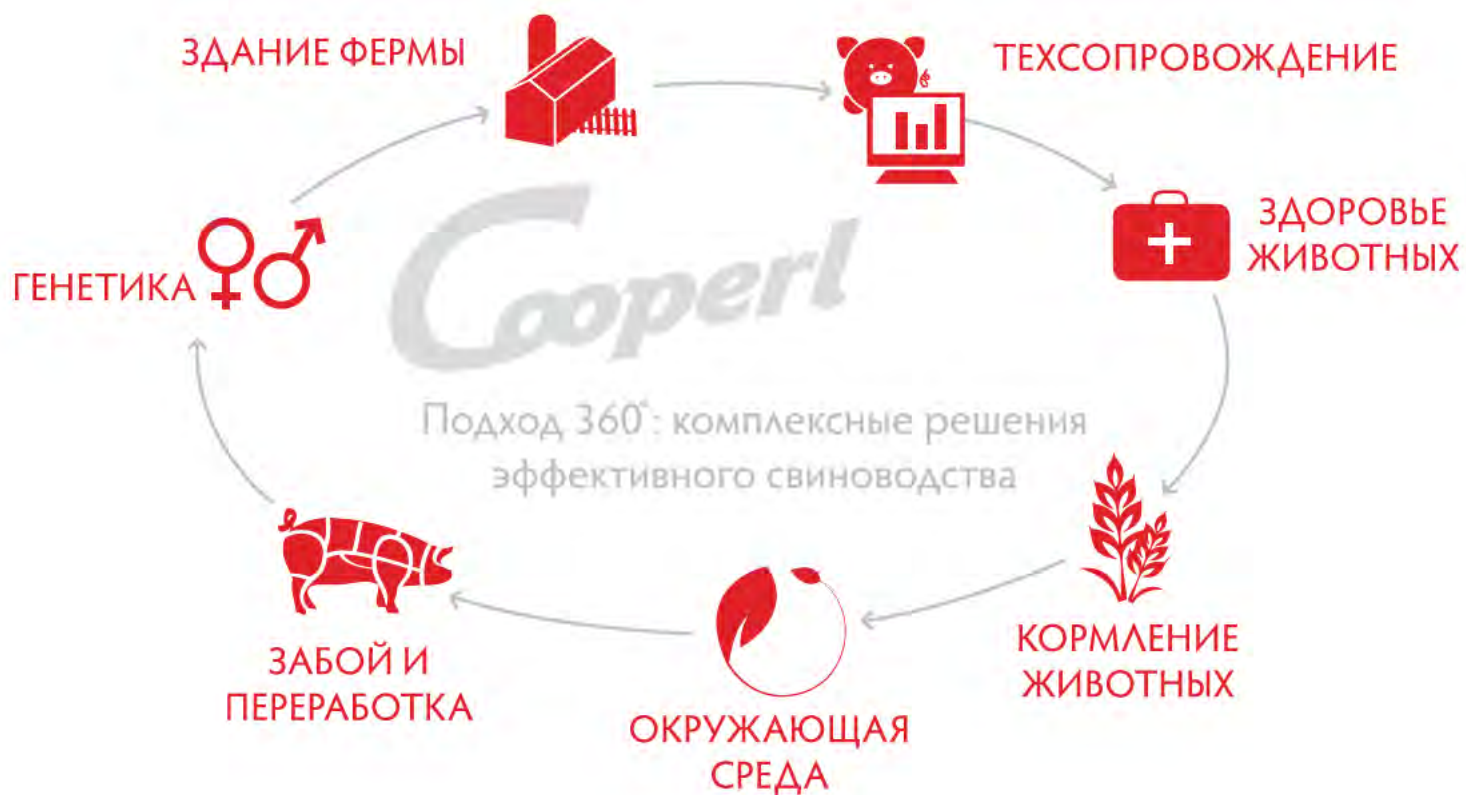 ЗДАНИЕ ФЕРМЫ
ТЕХСОПРОВОЖДЕНИЕ
ЗДОРОВЬЕ
ЖИВОТНЫХ
ГЕНЕТИКА
Cooperl
Подход 360°: комплексные решения
эффективного свиноводства
КОРМЛЕНИЕ
ЖИВОТНЫХ
ЗАБОЙ И
ПЕРЕРАБОТКА
ОКРУЖАЮЩАЯ
СРЕДА